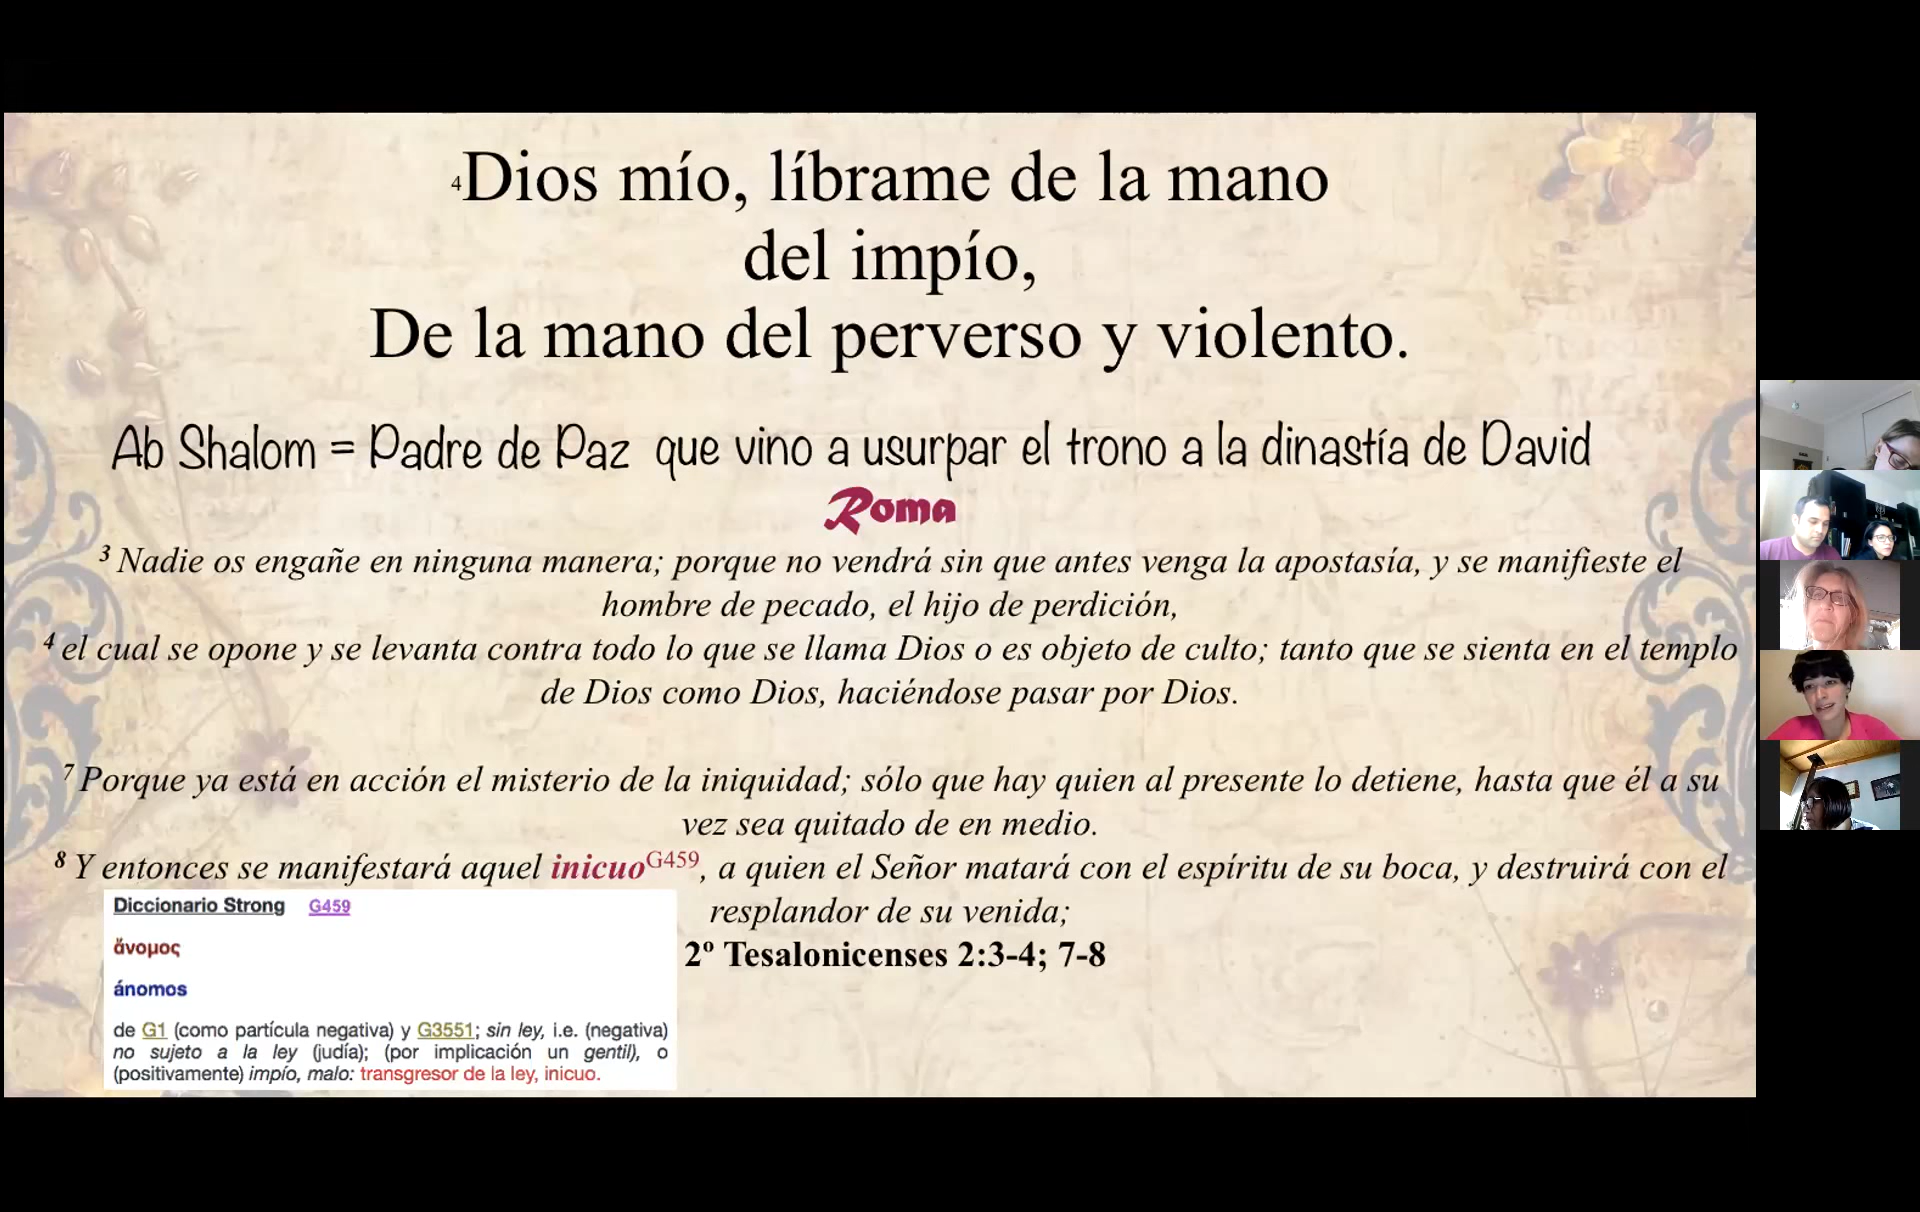 4Dios mío, líbrame de la mano
del impío,
De la mano del perverso y violento.
Ab Shalom = Padre de Paz que vino a usurpar el trono a la dinastía de David
Roma
3 Nadie os engañe en ninguna manera; porque no vendrá sin que antes venga la apostasía, y se manifieste el
hombre de pecado, el hijo de perdición,
4 el cual se opone y se levanta contra todo lo que se llama Dios o es objeto de culto; tanto que se sienta en el templo
de Dios como Dios, haciéndose pasar por Dios.
7 Porque ya está en acción el misterio de la iniquidad; sólo que hay quien al presente lo detiene, hasta que él a su
vez sea quitado de en medio.
8 Y entonces se manifestará aquel inicuoG459, a quien el Señor matará con el espíritu de su boca, y destruirá con el
resplandor de su venida;
2º Tesalonicenses 2:3-4; 7-8
Diccionario Strong G459
ἄνομος
ánomos
de G1 (como partícula negativa) y G3551; sin ley, i.e. (negativa)
no sujeto a la ley (judía); (por implicación un gentil), o
(positivamente) impío, malo: transgresor de la ley, inicuo.